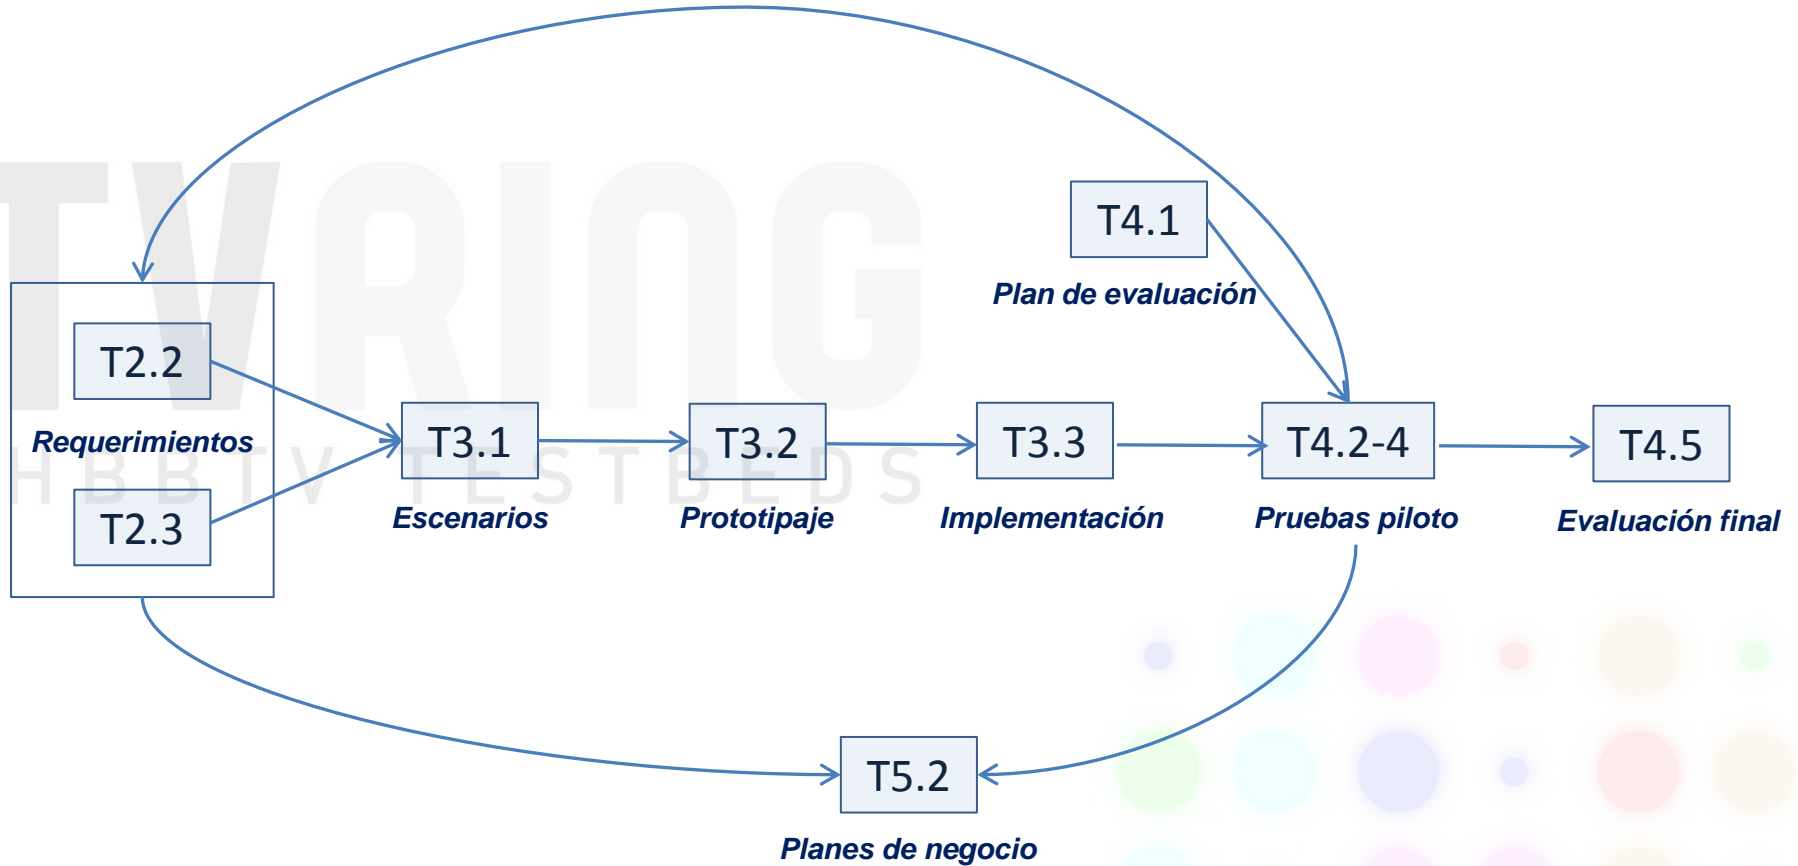 TVRING
HBBTV TESTBEDS
T4.1
Plan de evaluación
T2.2
Requerimientos
T2.3
T3.1
Escenarios
T3.2
Prototipaje
T3.3
Implementación
T4.2-4
Pruebas piloto
T4.5
Evaluación final
T5.2
Planes de negocio